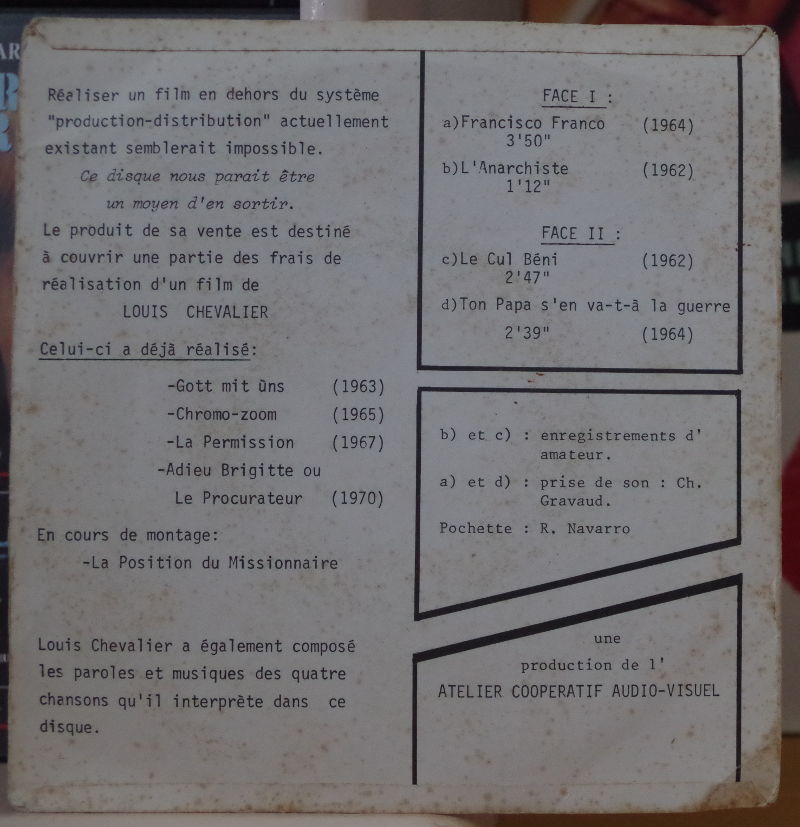 Réaliser un film en dehors du système
"production-distribution" actuellement
existant semblerait impossible.
Ce disque nous parait être
un moyen d'en sortir.
Le produit de sa vente est destiné
à couvrir une partie des frais de
réalisation d'un film de
LOUIS CHEVALIER
Celui-ci a déjà réalisé:
-Gott mit ùns (1963)
-Chromo-zoom (1965)
-La Permission (1967)
-Adieu Brigitte ou
Le Procurateur (1970)
En cours de montage:
-La Position du Missionnaire
Louis Chevalier a également composé
les paroles et musiques des quatre
chansons qu'il interprète dans ce
disque.
FACE I :
a)Francisco Franco (1964)
3'50"
b)L'Anarchiste (1962)
1'12"
FACE II :
c)Le Cul Béni (1962)
2'47"
d)Ton Papa s'en va-t-à la guerre
2'39" (1964)
b) et c) : enregistrements d'
amateur.
a) et d) : prise de son : Ch.
Gravaud.
Pochette : R. Navarro
une
production de l'
ATELIER COOPERATIF AUDIO-VISUEL